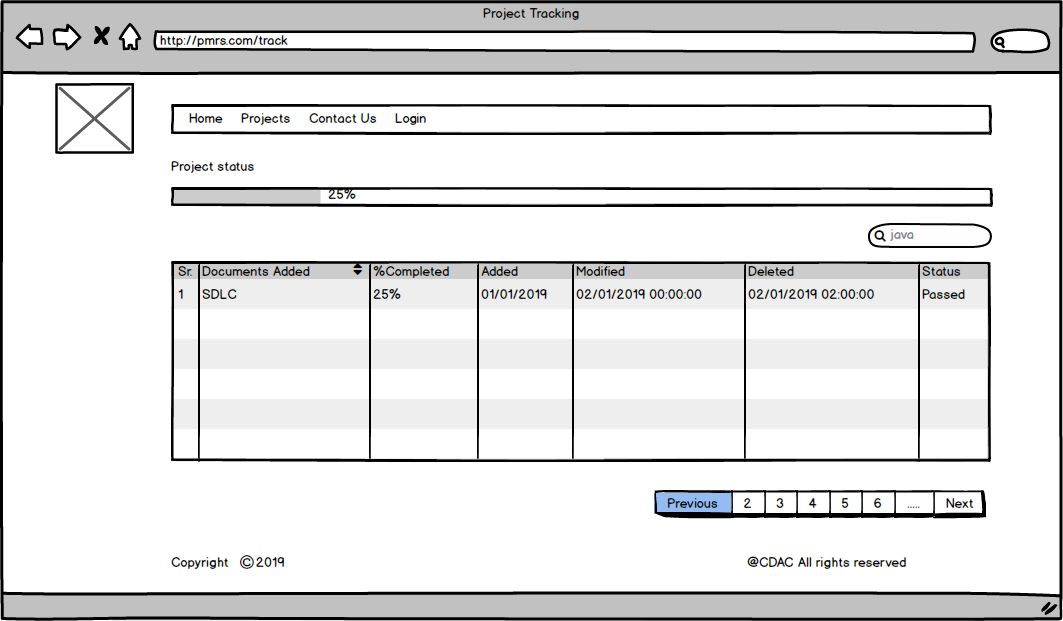 Project Tracking
http://pmrs.com/track
Home Projects Contact Us Login
Project status
25%
java
Sr. Documents Added %Completed Added Modified Deleted Status
1 SDLC 25% 01/01/2019 02/01/2019 00:00:00 02/01/2019 02:00:00 Passed
Previous 2 3 4 5 6 ..... Next
Copyright ©2019 @CDAC All rights reserved